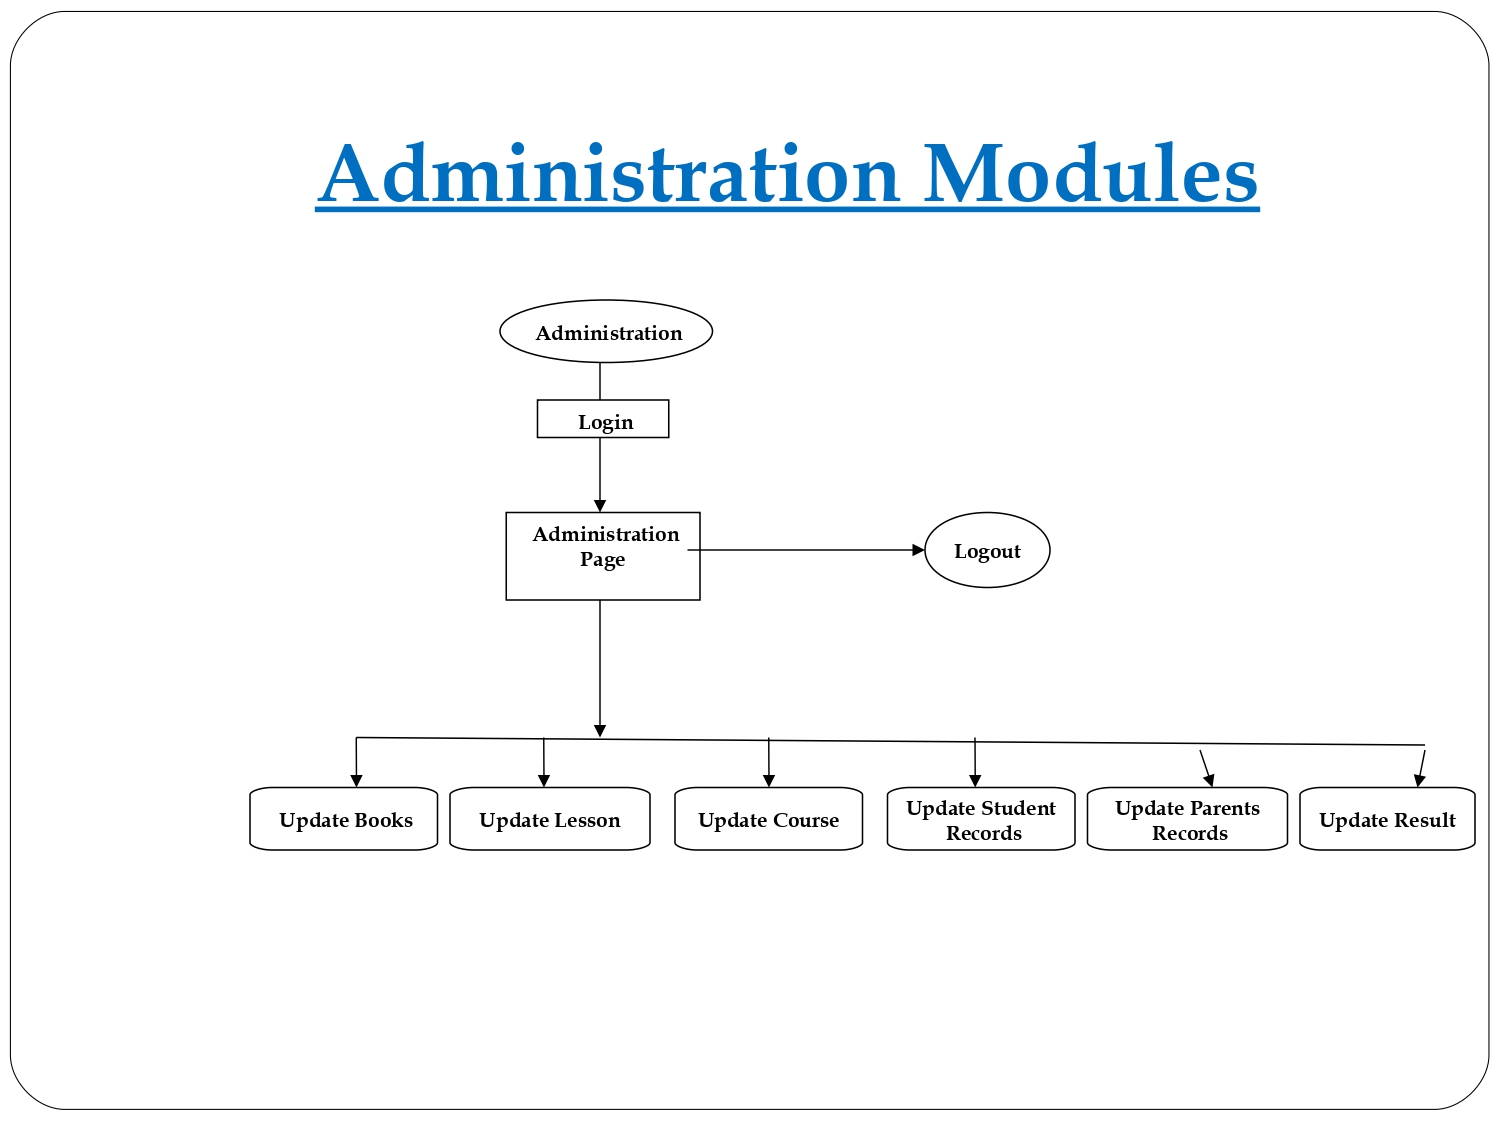 Administration Modules
Administration
Login
Administration
Page
Logout
Update Books
Update Lesson
Update Course
Update Student
Records
Update Parents
Records
Update Result